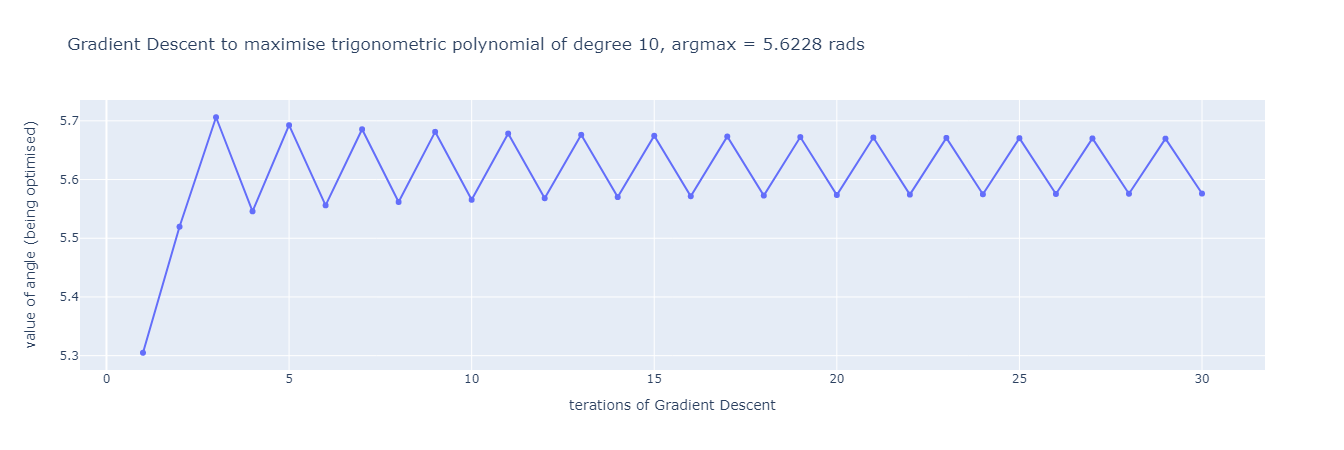 Gradient Descent to maximise trigonometric polynomial of degree 10, argmax = 5.6228 rads
value of angle (being optimised)
5.7
5.6
5.5
5.4
5.3
0 5 10 15 20 25 30
terations of Gradient Descent